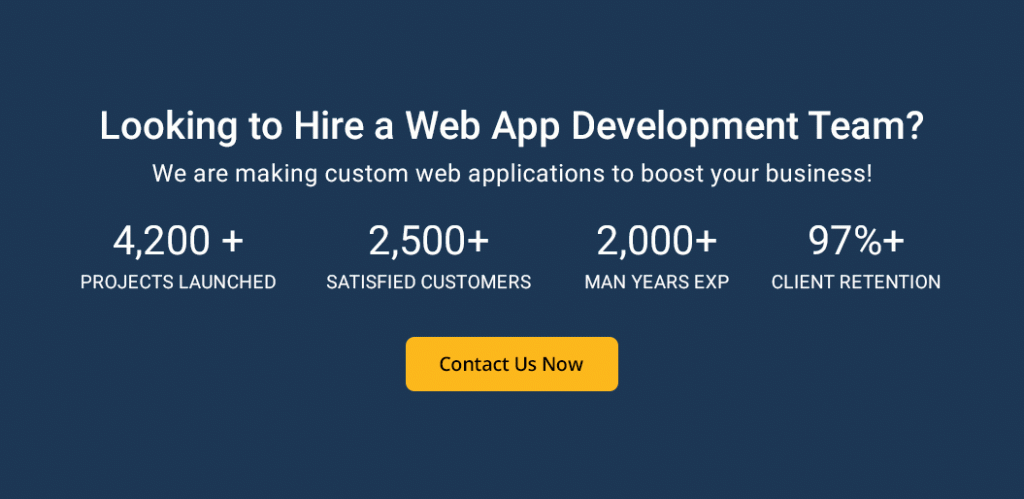 Looking to Hire a Web App Development Team?
We are making custom web applications to boost your business!
4,200 + 2,500+ 2,000+ 97%+
PROJECTS LAUNCHED SATISFIED CUSTOMERS MAN YEARS EXP CLIENT RETENTION
Contact Us Now